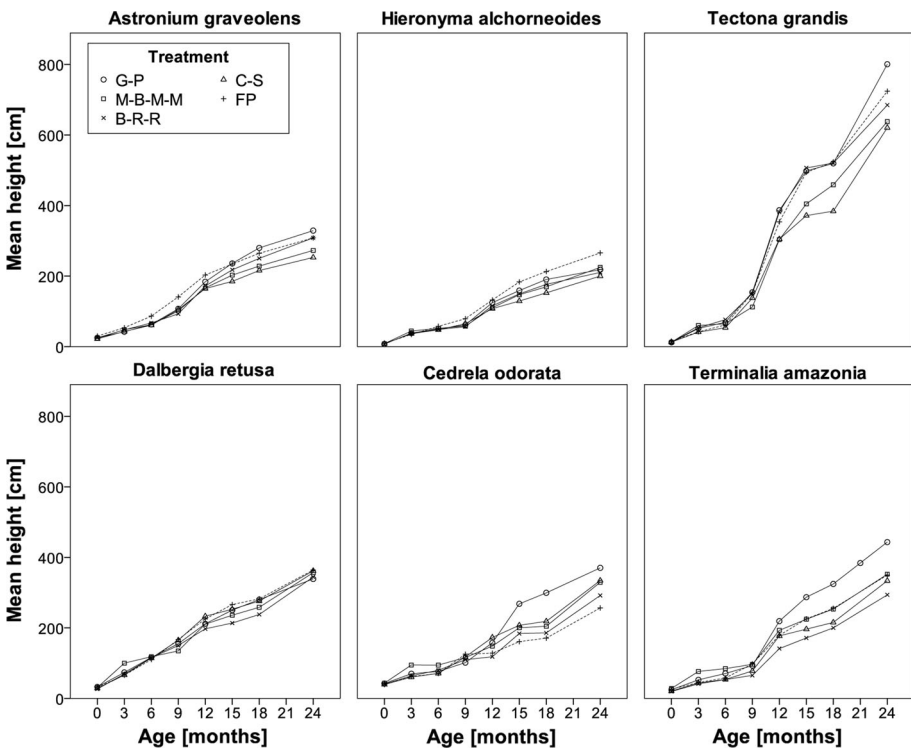 Astronium graveolens Hieronyma alchorneoides Tectona grandis
Treatment
G-P C-S
M-B-M-M FP
B-R-R
Mean height [cm]
800
600
400
200
0
Dalbergia retusa Cedrela odorata Terminalia amazonia
Mean height [cm]
800
600
400
200
0
0 3 6 9 12 15 18 21 24 0 3 6 9 12 15 18 21 24 0 3 6 9 12 15 18 21 24
Age [months] Age [months] Age [months]